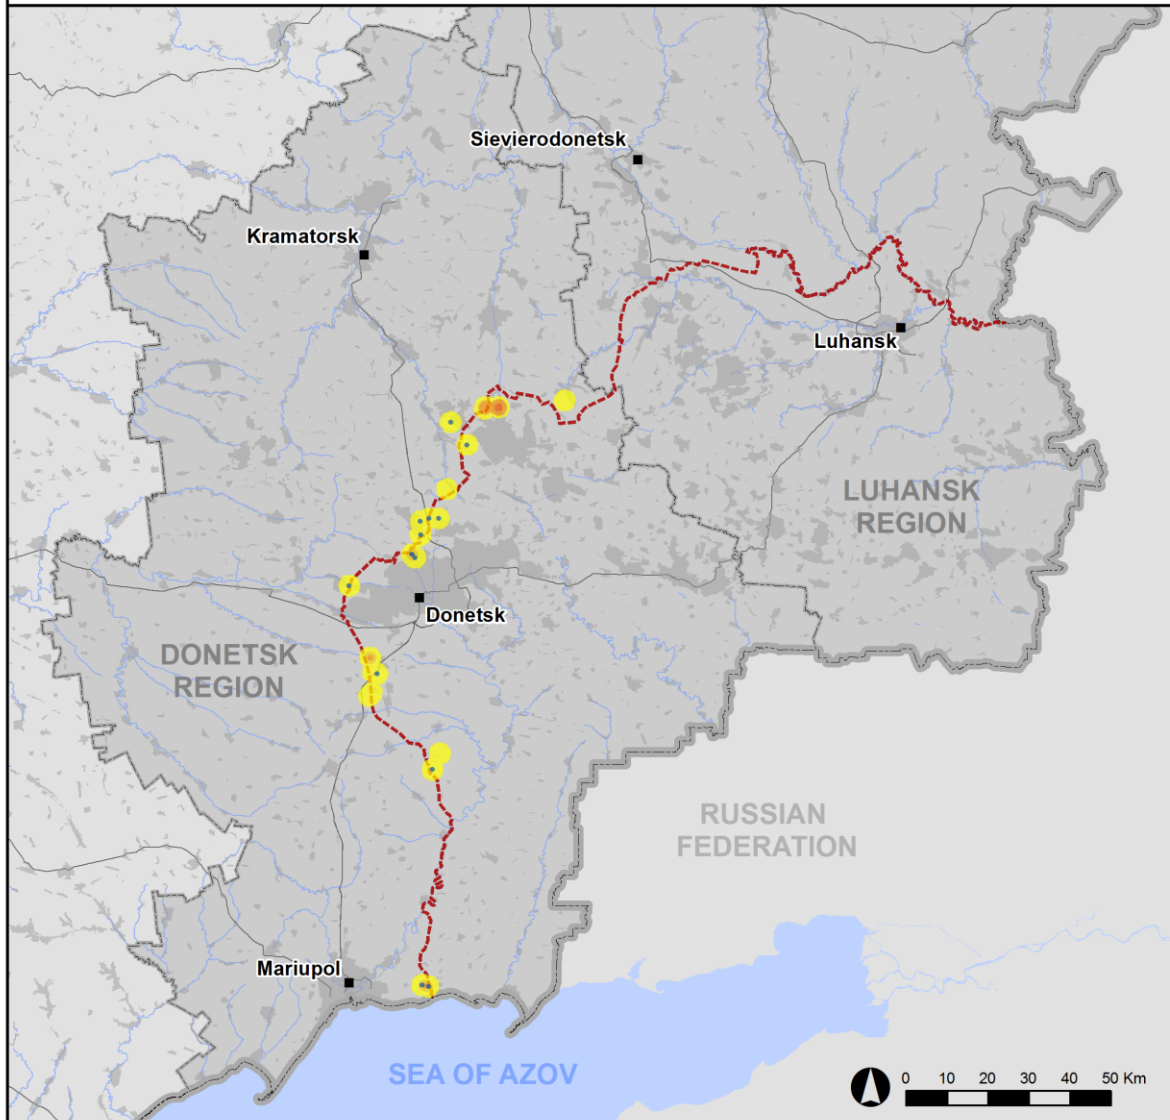 Sievierodonetsk
Kramatorsk
Luhansk
LUHANSK
REGION
Donetsk
DONETSK
REGION
RUSSIAN
FEDERATION
Mariupol
SEA OF AZOV
0 10 20 30 40 50 Km